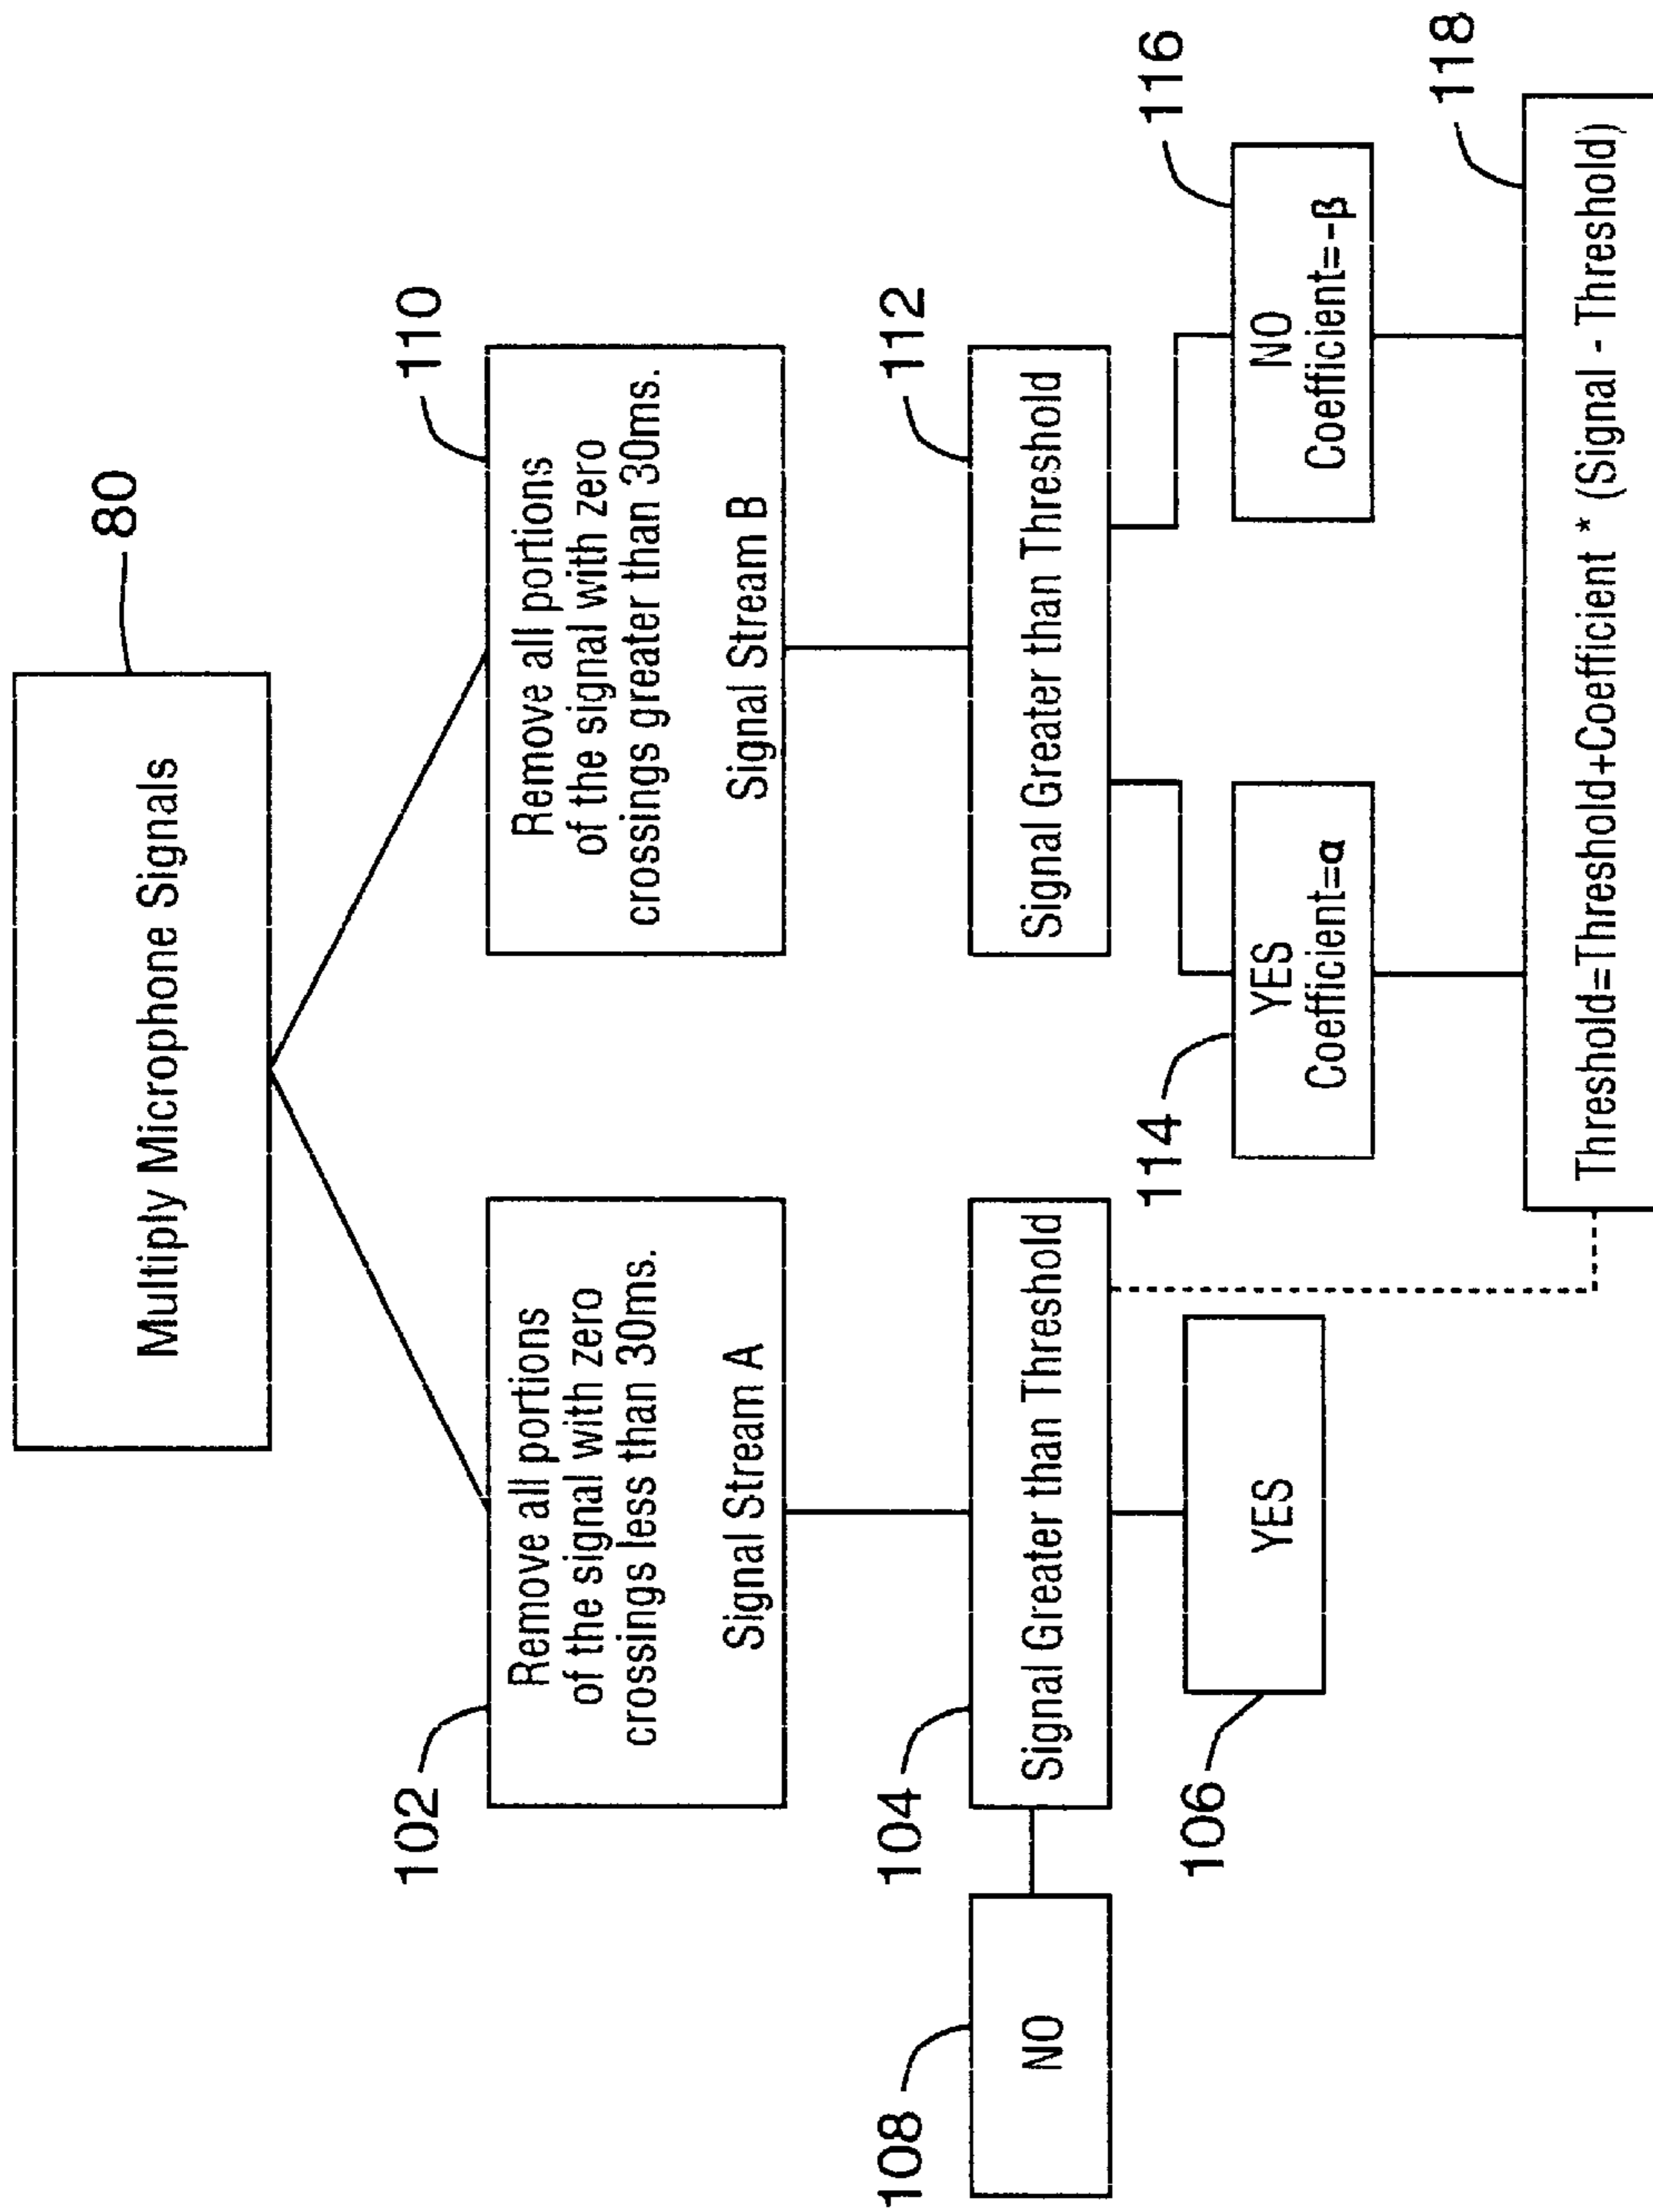 80
Multiply Microphone Signals
102
Remove all portions
of the signal with zero
crossings less than 30ms.
Signal Stream A
110
Remove all portions
of the signal with zero
crossings greater than 30ms.
Signal Stream B
108
NO
104
Signal Greater than Threshold
112
Signal Greater than Threshold
106
YES
114
YES
Coefficient=α
116
NO
Coefficient=-β
118
Threshold=Threshold+Coefficient * (Signal - Threshold)